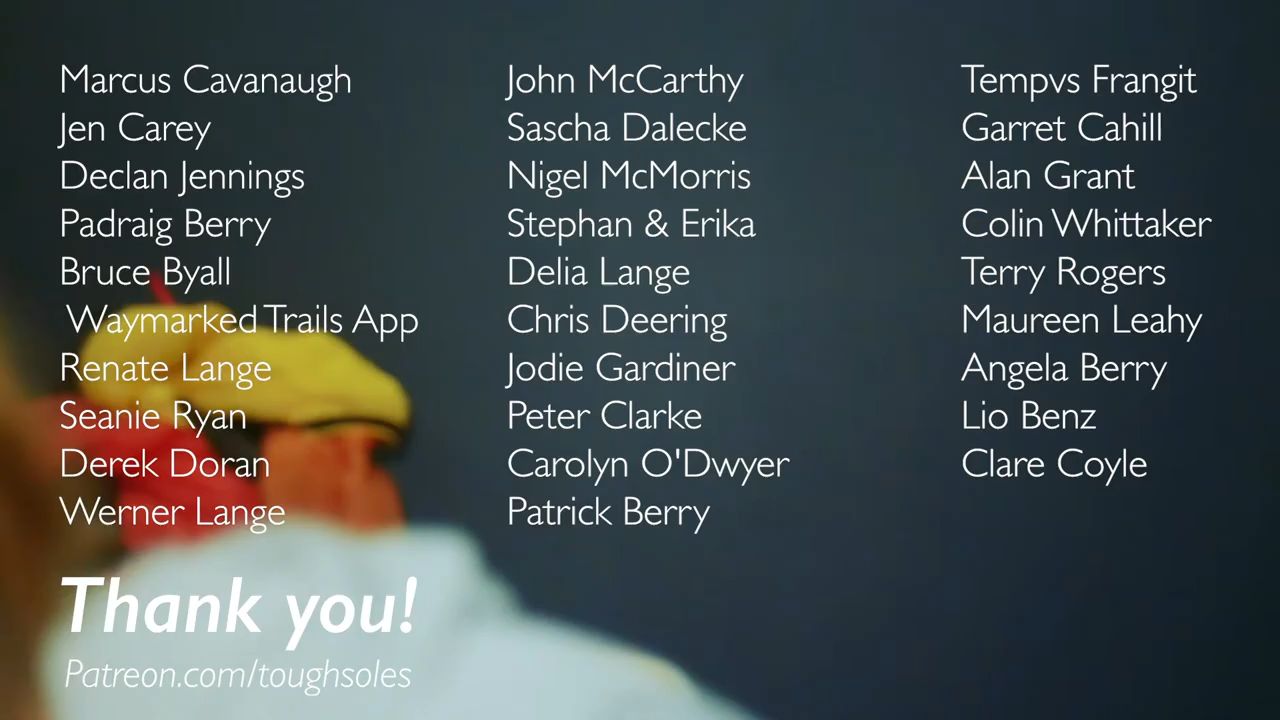 Marcus Cavanaugh
Jen Carey
Declan Jennings
Padraig Berry
Bruce Byall
Waymarked Trails App
Renate Lange
Seanie Ryan
Derek Doran
Werner Lange
John McCarthy
Sascha Dalecke
Nigel McMorris
Stephan & Erika
Delia Lange
Chris Deering
Jodie Gardiner
Peter Clarke
Carolyn O'Dwyer
Patrick Berry
Tempvs Frangit
Garret Cahill
Alan Grant
Colin Whittaker
Terry Rogers
Maureen Leahy
Angela Berry
Lio Benz
Clare Coyle
Thank you!
Patreon.com/toughsoles